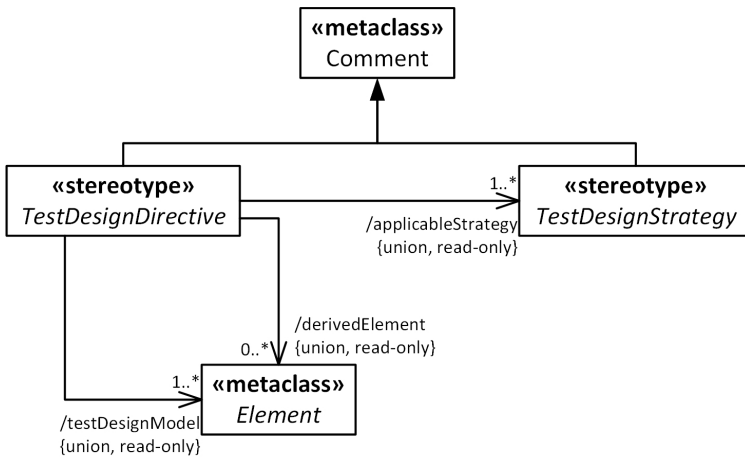 «metaclass»
Comment
«stereotype»
TestDesignDirective
1..*
«stereotype»
TestDesignStrategy
/applicableStrategy
{union, read-only}
/derivedElement
0..*
{union, read-only}
1..*
«metaclass»
Element
/testDesignModel
{union, read-only}